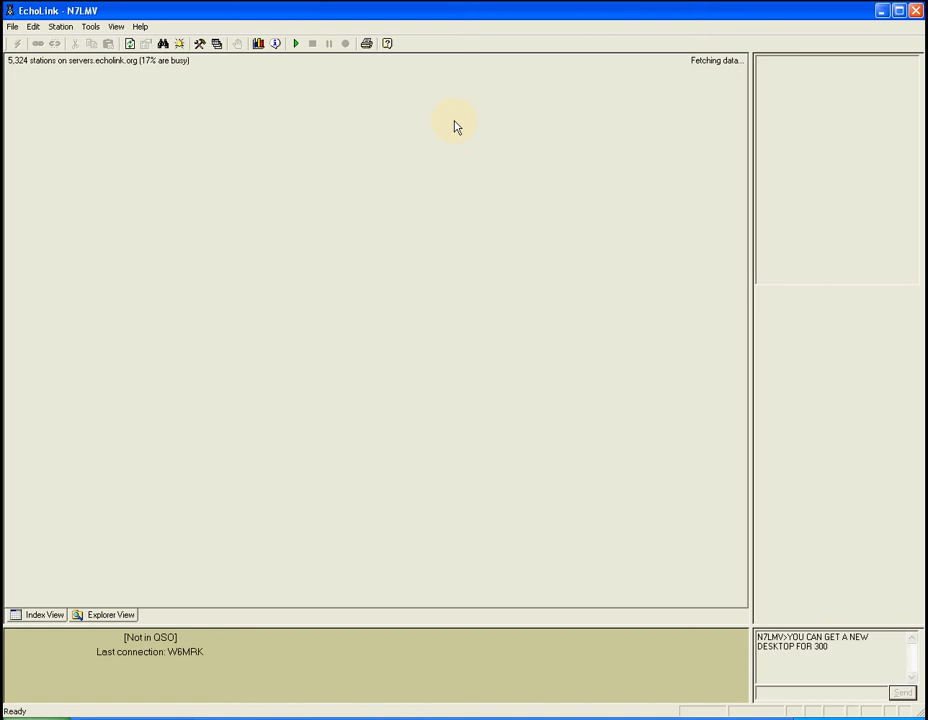 EchoLink - N7LMV
File Edit Station Tools View Help
5,324 stations on servers.echolink.org (17% are busy)
Fetching data...
Index View
Explorer View
[Not in QSO]
Last connection: W6MRK
N7LMV>YOU CAN GET A NEW
DESKTOP FOR 300
Send
Ready